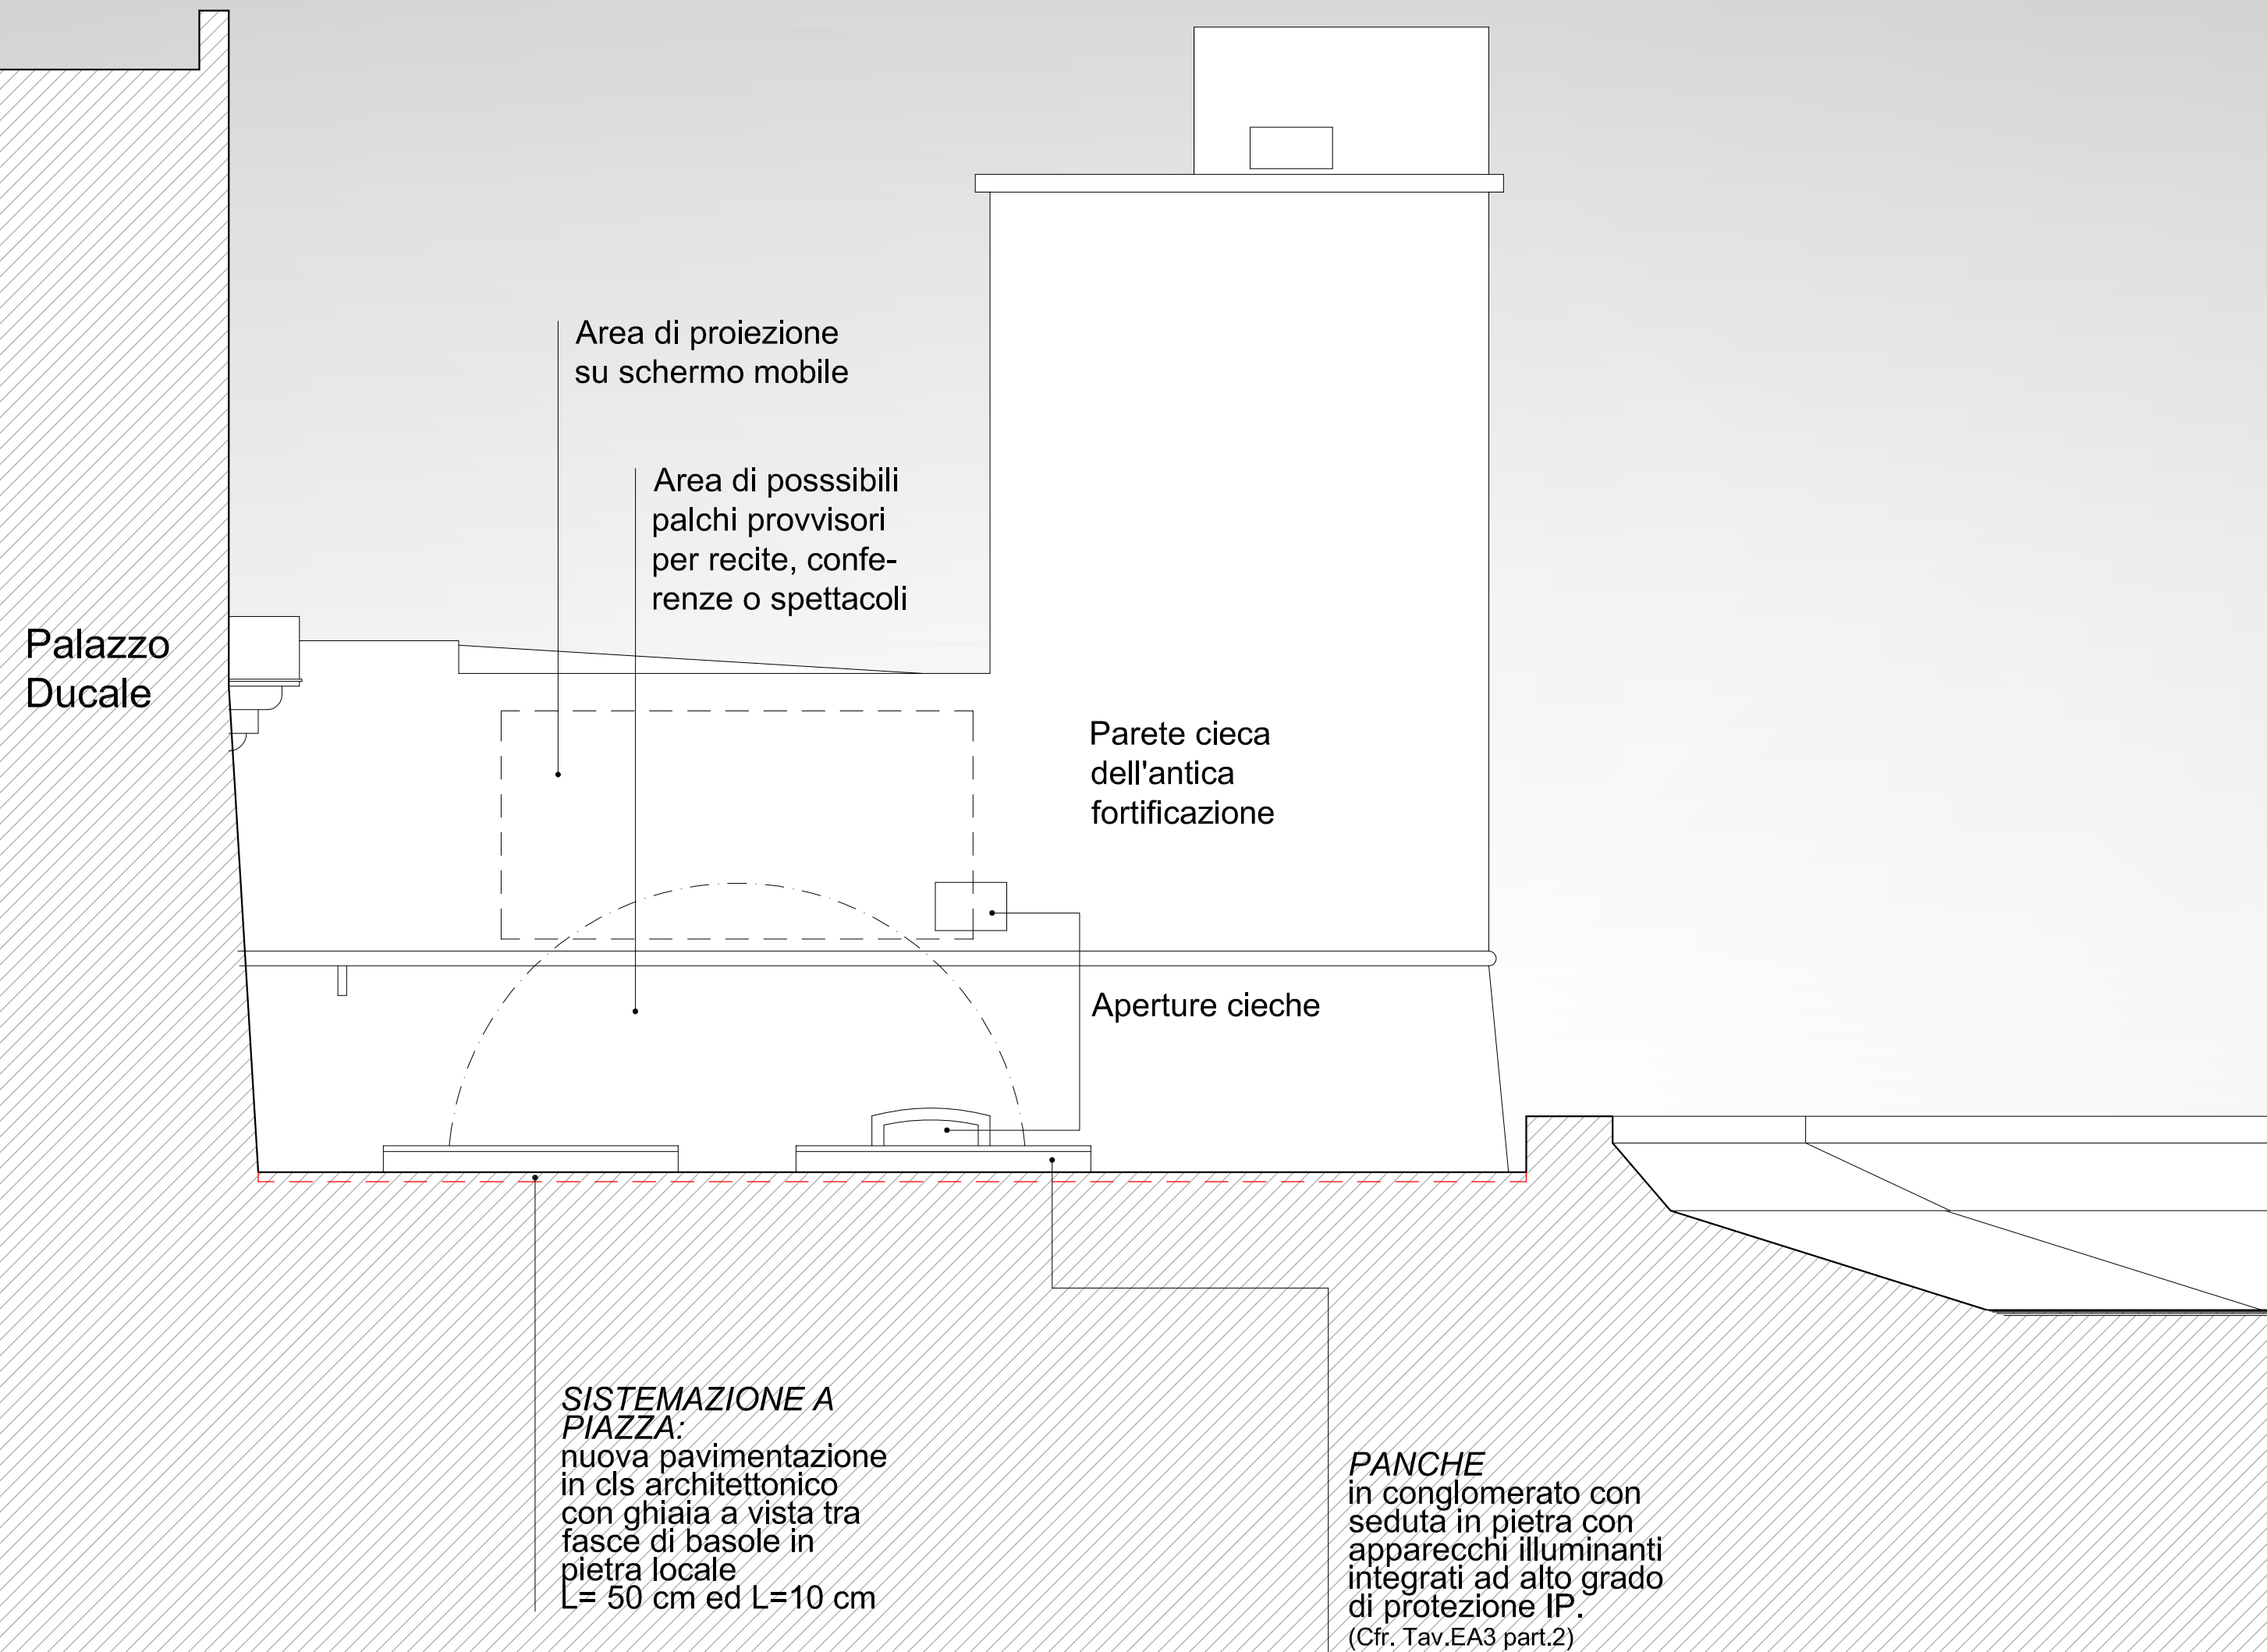 Area di proiezione
su schermo mobile
Area di posssibili
palchi provvisori
per recite, confe-
renze o spettacoli
Palazzo
Ducale
Parete cieca
dell'antica
fortificazione
Aperture cieche
SISTEMAZIONE A
PIAZZA:
nuova pavimentazione
in cls architettonico
con ghiaia a vista tra
fasce di basole in
pietra locale
L= 50 cm ed L=10 cm
PANCHE
in conglomerato con
seduta in pietra con
apparecchi illuminanti
integrati ad alto grado
di protezione IP.
(Cfr. Tav.EA3 part.2)